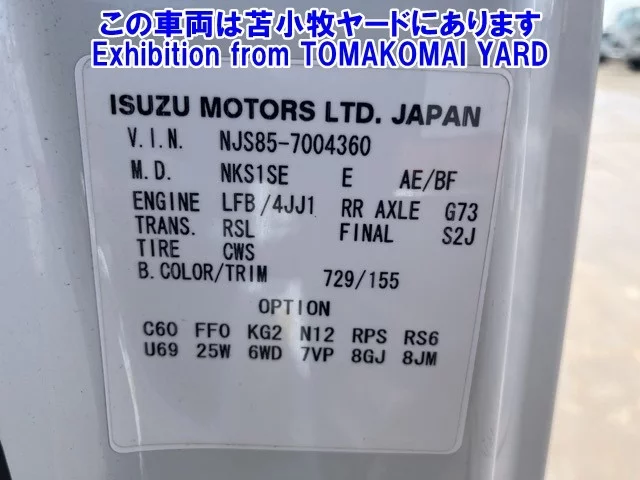 この車両は苫小牧ヤードにあります
Exhibition from TOMAKOMAI YARD
ISUZU MOTORS LTD. JAPAN
V.I.N. NJS85-7004360
M.D. NKS1SE E AE/BF
ENGINE LFB/4JJ1 RR AXLE G73
TRANS. RSL FINAL S2J
TIRE CWS
B.COLOR/TRIM 729/155
OPTION
C60 FF0 KG2 N12 RPS RS6
U69 25W 6WD 7VP 8GJ 8JM